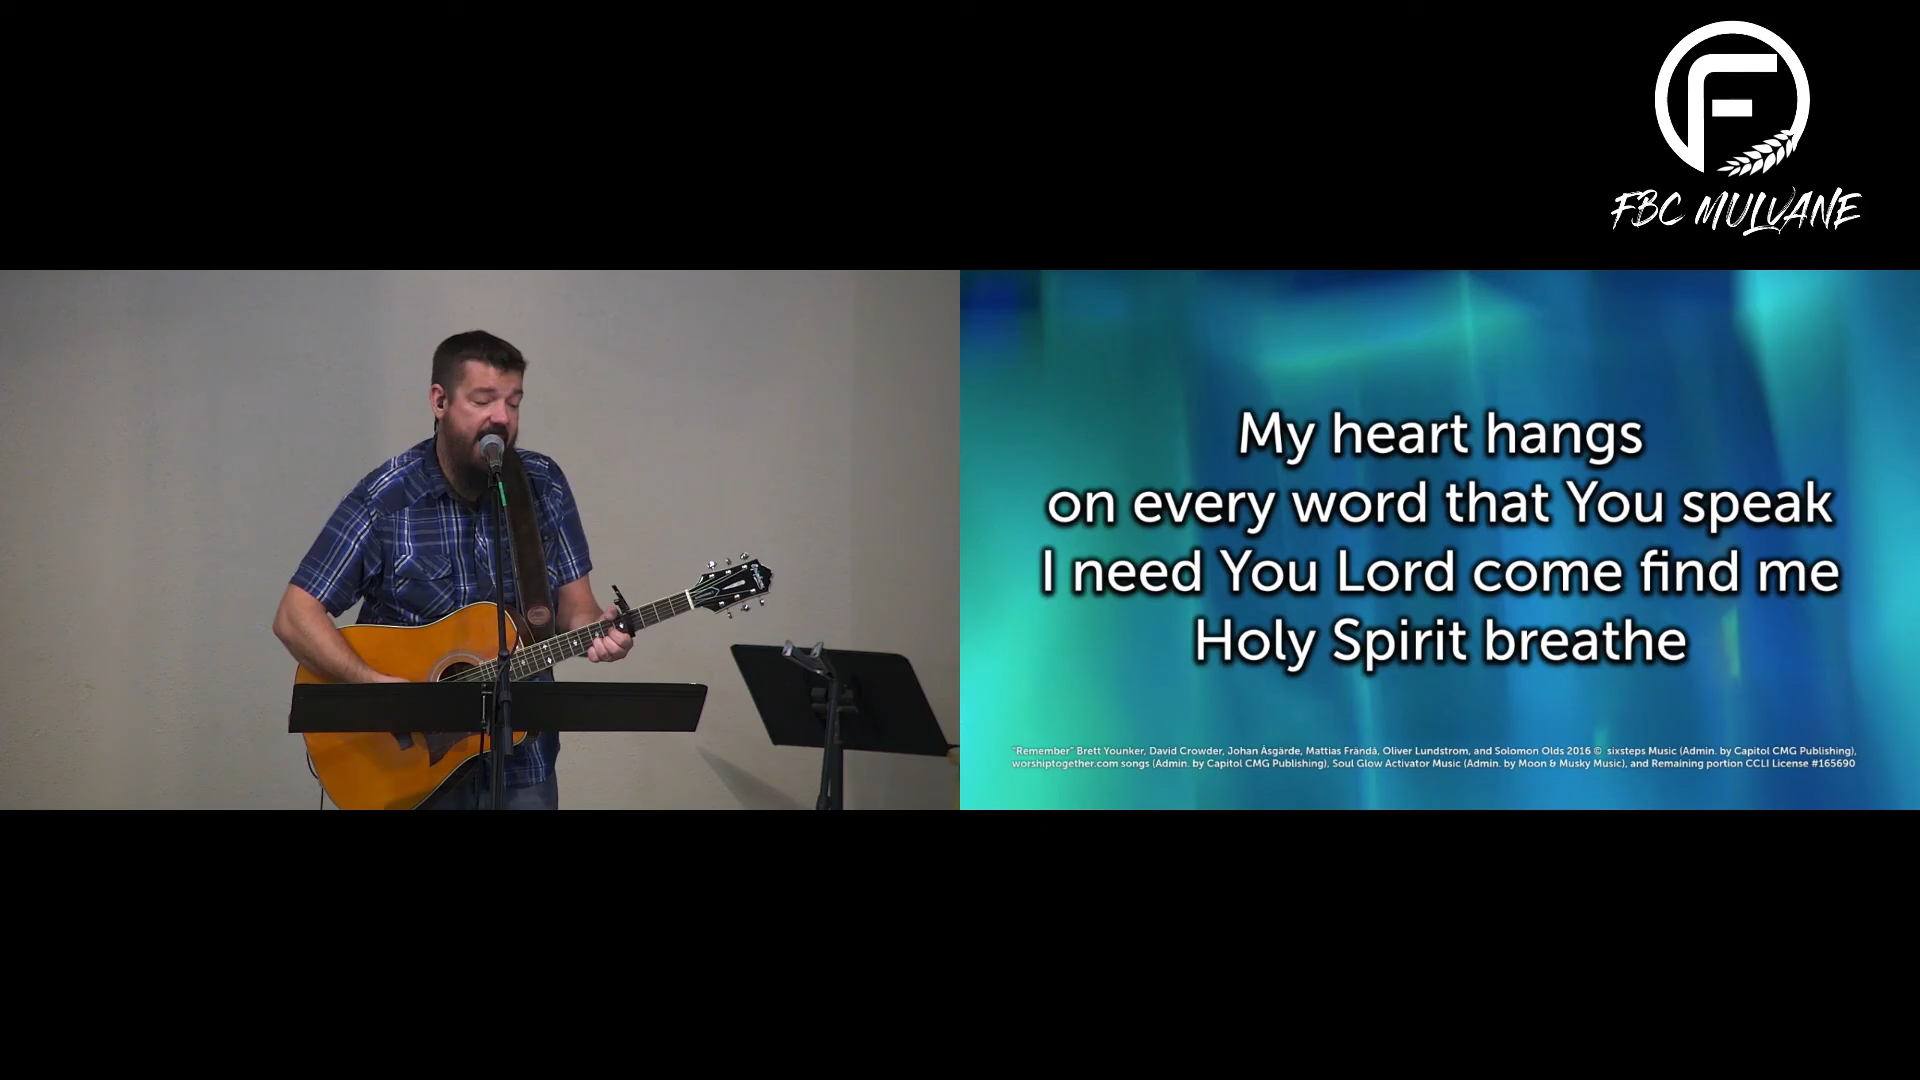 FBC MULVANE
My heart hangs
on every word that You speak
I need You Lord come find me
Holy Spirit breathe
"Remember" Brett Younker, David Crowder, Johan Åsgärde, Mattias Frändå, Oliver Lundstrom, and Solomon Olds 2016 © sixsteps Music (Admin. by Capitol CMG Publishing),
worshiptogether.com songs (Admin. by Capitol CMG Publishing), Soul Glow Activator Music (Admin. by Moon & Musky Music), and Remaining portion CCLI License #165690